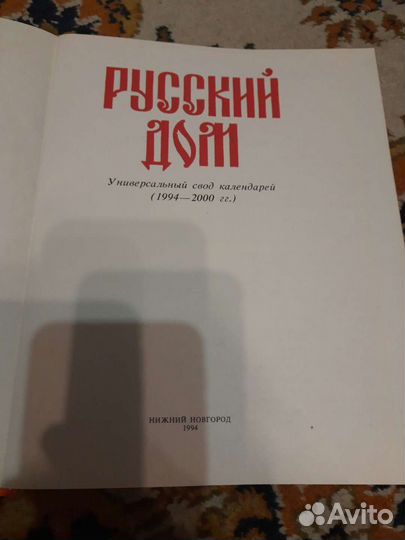 РУССКИЙ
ДОМ
Универсальный свод календарей
(1994—2000 гг.)
НИЖНИЙ НОВГОРОД
1994
Avito